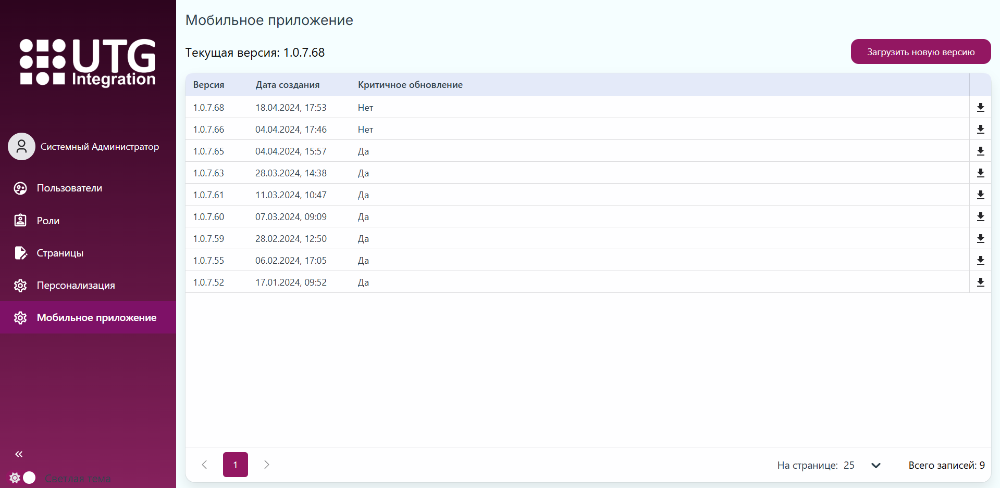 UTG
Integration
Системный Администратор
Пользователи
Роли
Страницы
Персонализация
Мобильное приложение
Светлая тема
Мобильное приложение
Текущая версия: 1.0.7.68
Загрузить новую версию
Версия Дата создания Критичное обновление
1.0.7.68 18.04.2024, 17:53 Нет
1.0.7.66 04.04.2024, 17:46 Нет
1.0.7.65 04.04.2024, 15:57 Да
1.0.7.63 28.03.2024, 14:38 Да
1.0.7.61 11.03.2024, 10:47 Да
1.0.7.60 07.03.2024, 09:09 Да
1.0.7.59 28.02.2024, 12:50 Да
1.0.7.55 06.02.2024, 17:05 Да
1.0.7.52 17.01.2024, 09:52 Да
1
На странице: 25
Всего записей: 9